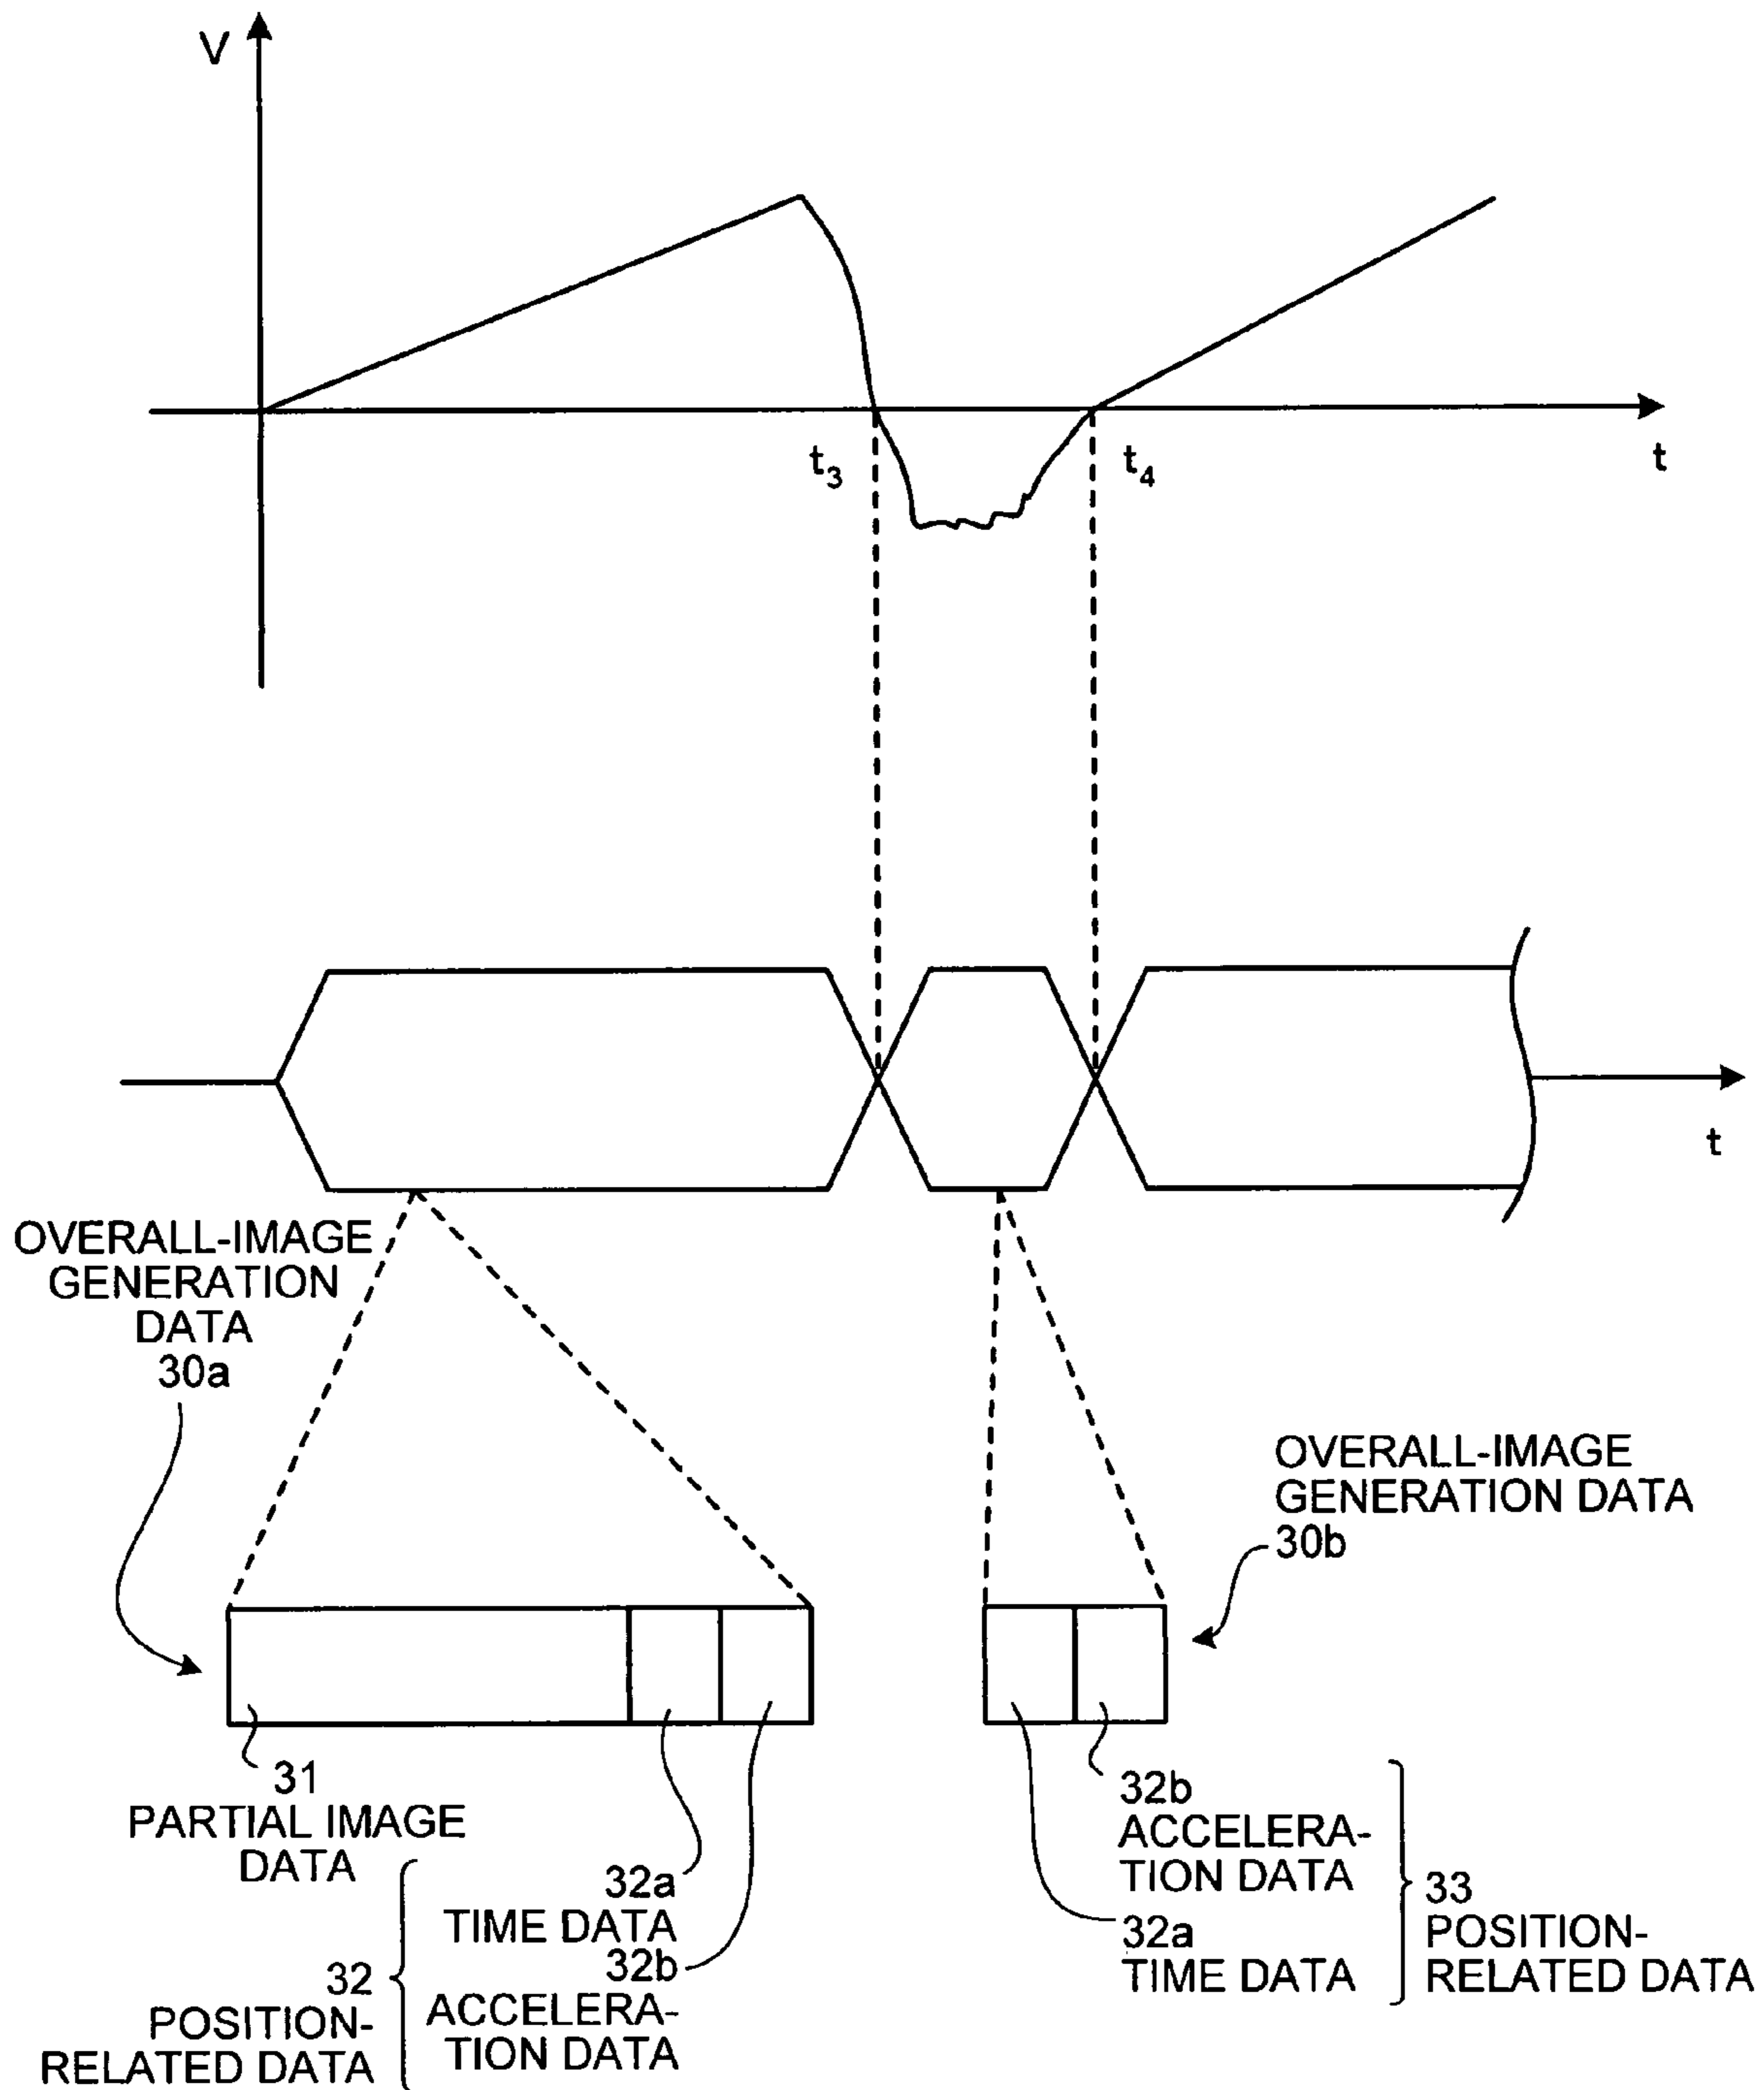 V
t₃
t₄
t
t
OVERALL-IMAGE
GENERATION
DATA
30a
OVERALL-IMAGE
GENERATION DATA
30b
31
PARTIAL IMAGE
DATA
32a
TIME DATA
32b
ACCELERA-
TION DATA
32
POSITION-
RELATED DATA
32b
ACCELERA-
TION DATA
32a
TIME DATA
33
POSITION-
RELATED DATA